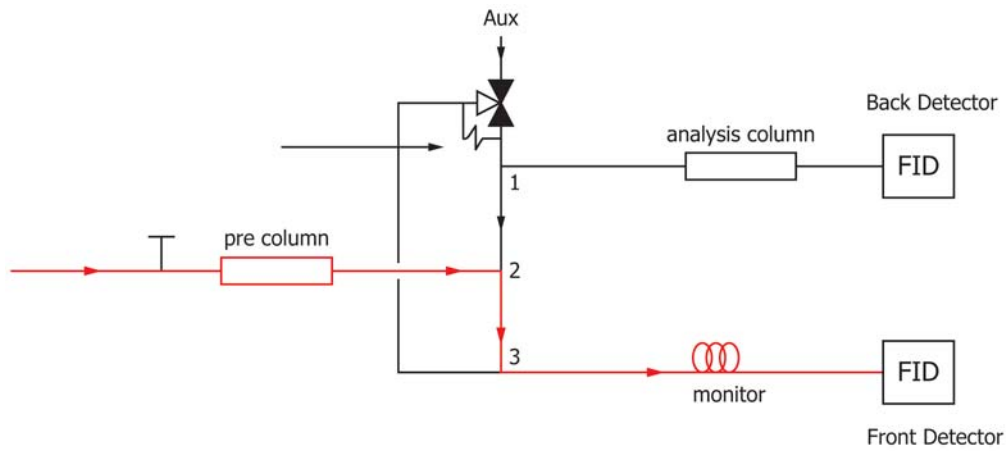 Aux
Back Detector
analysis column
FID
1
pre column
2
3
FID
monitor
Front Detector